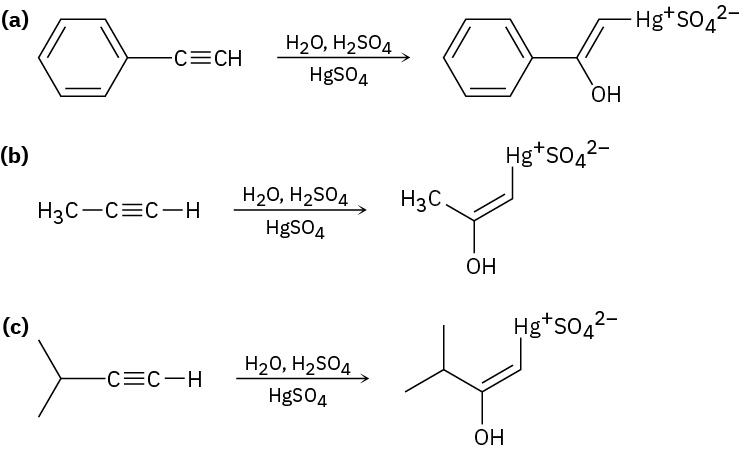 (a)
C≡CH
H₂O, H₂SO₄
HgSO₄
Hg⁺SO₄²⁻
OH
(b)
H₃C—C≡C—H
H₂O, H₂SO₄
HgSO₄
Hg⁺SO₄²⁻
H₃C
OH
(c)
C≡C—H
H₂O, H₂SO₄
HgSO₄
Hg⁺SO₄²⁻
OH